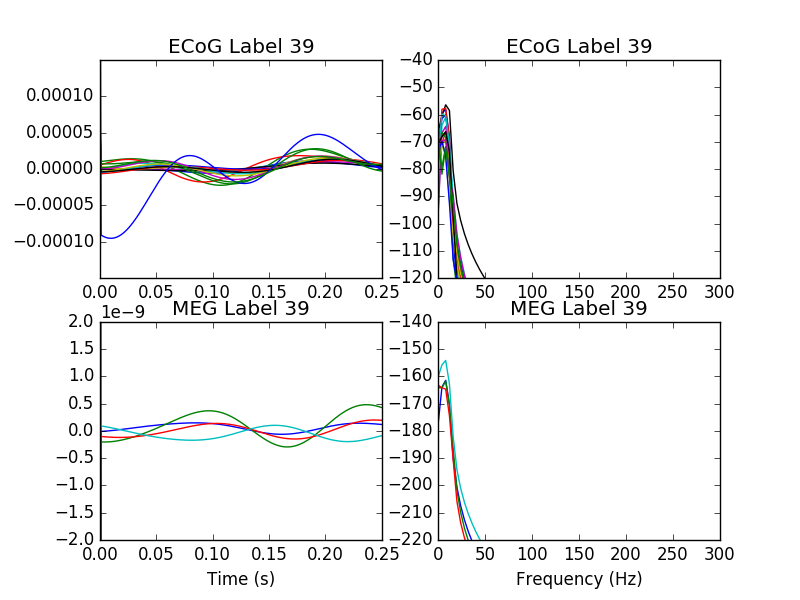 ECoG Label 39
0.00010
0.00005
0.00000
−0.00005
−0.00010
0.00 0.05 0.10 0.15 0.20 0.25
ECoG Label 39
−40
−50
−60
−70
−80
−90
−100
−110
−120
0 50 100 150 200 250 300
MEG Label 39
1e−9
2.0
1.5
1.0
0.5
0.0
−0.5
−1.0
−1.5
−2.0
0.00 0.05 0.10 0.15 0.20 0.25
Time (s)
MEG Label 39
−140
−150
−160
−170
−180
−190
−200
−210
−220
0 50 100 150 200 250 300
Frequency (Hz)